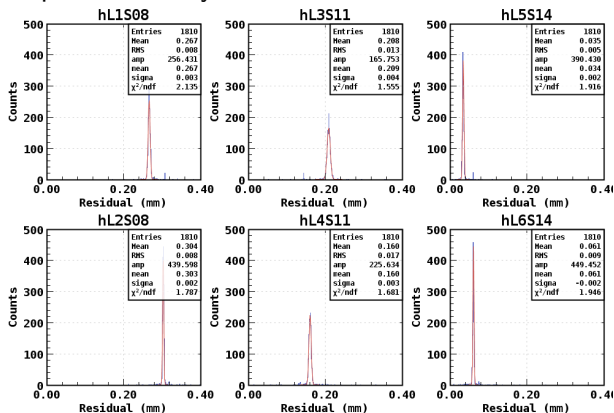 hL1S08
Entries 1810
Mean 0.267
RMS 0.008
amp 256.431
mean 0.267
sigma 0.003
χ²/ndf 2.135
500
400
300
200
100
0
Counts
0.00 0.20 0.40
Residual (mm)
hL3S11
Entries 1810
Mean 0.208
RMS 0.013
amp 165.753
mean 0.209
sigma 0.004
χ²/ndf 1.555
500
400
300
200
100
0
Counts
0.00 0.20 0.40
Residual (mm)
hL5S14
Entries 1810
Mean 0.035
RMS 0.005
amp 390.430
mean 0.034
sigma 0.002
χ²/ndf 1.916
500
400
300
200
100
0
Counts
0.00 0.20 0.40
Residual (mm)
hL2S08
Entries 1810
Mean 0.304
RMS 0.008
amp 439.598
mean 0.303
sigma 0.002
χ²/ndf 1.787
500
400
300
200
100
0
Counts
0.00 0.20 0.40
Residual (mm)
hL4S11
Entries 1810
Mean 0.160
RMS 0.017
amp 225.634
mean 0.160
sigma 0.003
χ²/ndf 1.681
500
400
300
200
100
0
Counts
0.00 0.20 0.40
Residual (mm)
hL6S14
Entries 1810
Mean 0.061
RMS 0.009
amp 449.452
mean 0.061
sigma -0.002
χ²/ndf 1.946
500
400
300
200
100
0
Counts
0.00 0.20 0.40
Residual (mm)